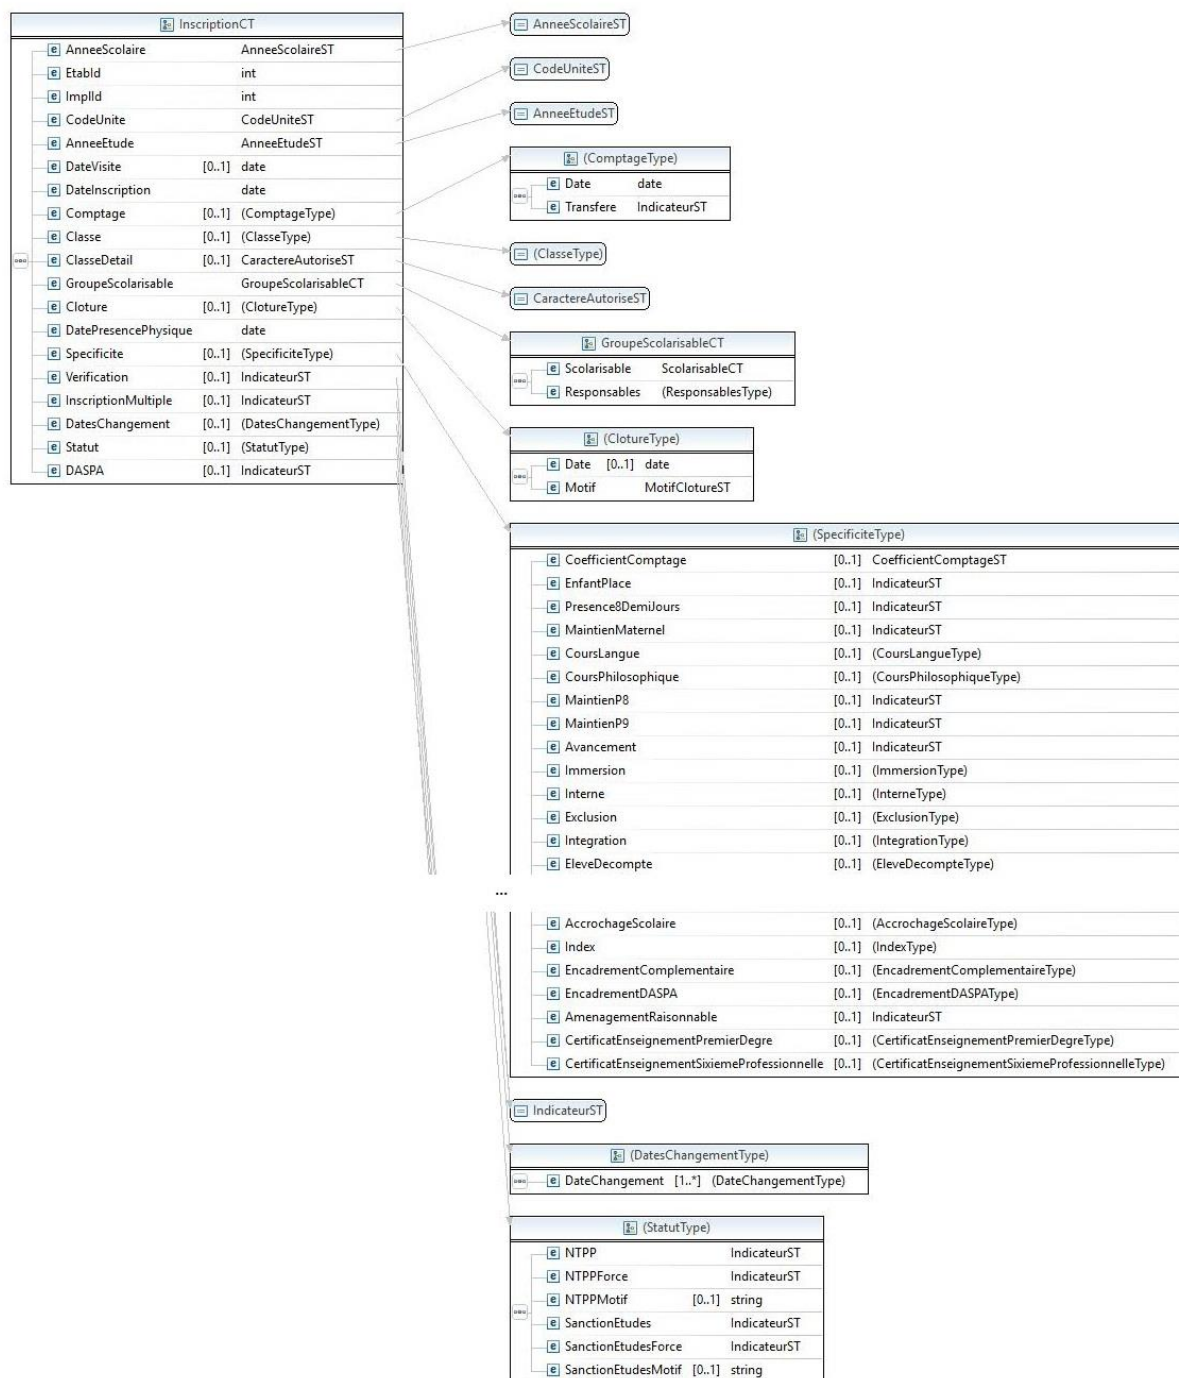 InscriptionCT
AnneeScolaire AnneeScolaireST
EtabId int
ImplId int
CodeUnite CodeUniteST
AnneeEtude AnneeEtudeST
DateVisite [0..1] date
DateInscription date
Comptage [0..1] (ComptageType)
Classe [0..1] (ClasseType)
ClasseDetail [0..1] CaractereAutoriseST
GroupeScolarisable GroupeScolarisableCT
Cloture [0..1] (ClotureType)
DatePresencePhysique date
Specificite [0..1] (SpecificiteType)
Verification [0..1] IndicateurST
InscriptionMultiple [0..1] IndicateurST
DatesChangement [0..1] (DatesChangementType)
Statut [0..1] (StatutType)
DASPA [0..1] IndicateurST
AnneeScolaireST
CodeUniteST
AnneeEtudeST
(ComptageType)
Date date
Transfere IndicateurST
(ClasseType)
CaractereAutoriseST
GroupeScolarisableCT
Scolarisable ScolarisableCT
Responsables (ResponsablesType)
(ClotureType)
Date [0..1] date
Motif MotifClotureST
(SpecificiteType)
CoefficientComptage [0..1] CoefficientComptageST
EnfantPlace [0..1] IndicateurST
Presence8DemiJours [0..1] IndicateurST
MaintienMaternel [0..1] IndicateurST
CoursLangue [0..1] (CoursLangueType)
CoursPhilosophique [0..1] (CoursPhilosophiqueType)
MaintienP8 [0..1] IndicateurST
MaintienP9 [0..1] IndicateurST
Avancement [0..1] IndicateurST
Immersion [0..1] (ImmersionType)
Interne [0..1] (InterneType)
Exclusion [0..1] (ExclusionType)
Integration [0..1] (IntegrationType)
EleveDecompte [0..1] (EleveDecompteType)
...
AccrochageScolaire [0..1] (AccrochageScolaireType)
Index [0..1] (IndexType)
EncadrementComplementaire [0..1] (EncadrementComplementaireType)
EncadrementDASPA [0..1] (EncadrementDASPAType)
AmenagementRaisonnable [0..1] IndicateurST
CertificatEnseignementPremierDegre [0..1] (CertificatEnseignementPremierDegreType)
CertificatEnseignementSixiemeProfessionnelle [0..1] (CertificatEnseignementSixiemeProfessionnelleType)
IndicateurST
(DatesChangementType)
DateChangement [1..*] (DateChangementType)
(StatutType)
NTPP IndicateurST
NTPPForce IndicateurST
NTPPMotif [0..1] string
SanctionEtudes IndicateurST
SanctionEtudesForce IndicateurST
SanctionEtudesMotif [0..1] string